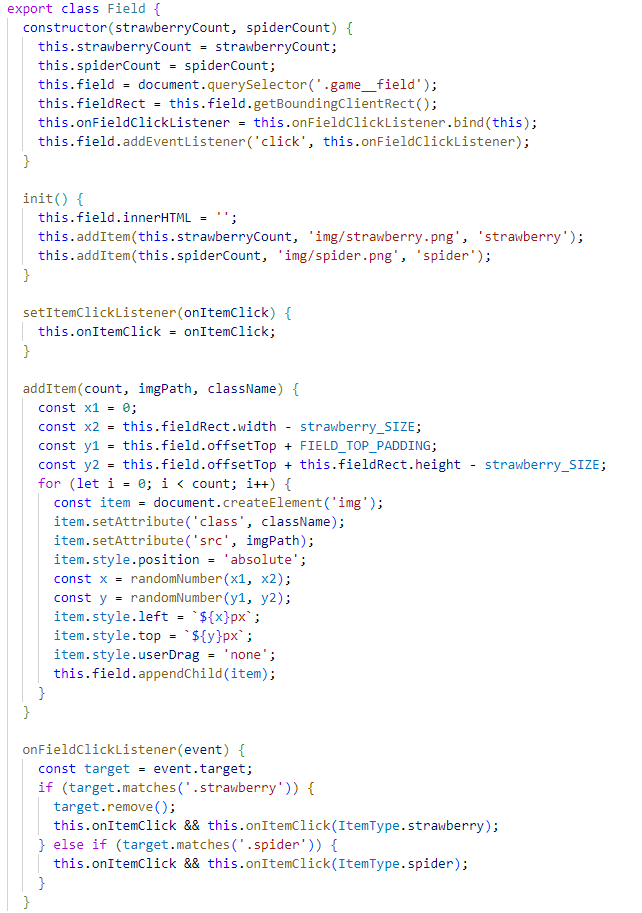 export class Field {
  constructor(strawberryCount, spiderCount) {
    this.strawberryCount = strawberryCount;
    this.spiderCount = spiderCount;
    this.field = document.querySelector('.game__field');
    this.fieldRect = this.field.getBoundingClientRect();
    this.onFieldClickListener = this.onFieldClickListener.bind(this);
    this.field.addEventListener('click', this.onFieldClickListener);
  }

  init() {
    this.field.innerHTML = '';
    this.addItem(this.strawberryCount, 'img/strawberry.png', 'strawberry');
    this.addItem(this.spiderCount, 'img/spider.png', 'spider');
  }

  setItemClickListener(onItemClick) {
    this.onItemClick = onItemClick;
  }

  addItem(count, imgPath, className) {
    const x1 = 0;
    const x2 = this.fieldRect.width - strawberry_SIZE;
    const y1 = this.field.offsetTop + FIELD_TOP_PADDING;
    const y2 = this.field.offsetTop + this.fieldRect.height - strawberry_SIZE;
    for (let i = 0; i < count; i++) {
      const item = document.createElement('img');
      item.setAttribute('class', className);
      item.setAttribute('src', imgPath);
      item.style.position = 'absolute';
      const x = randomNumber(x1, x2);
      const y = randomNumber(y1, y2);
      item.style.left = `${x}px`;
      item.style.top = `${y}px`;
      item.style.userDrag = 'none';
      this.field.appendChild(item);
    }
  }

  onFieldClickListener(event) {
    const target = event.target;
    if (target.matches('.strawberry')) {
      target.remove();
      this.onItemClick && this.onItemClick(ItemType.strawberry);
    } else if (target.matches('.spider')) {
      this.onItemClick && this.onItemClick(ItemType.spider);
    }
  }